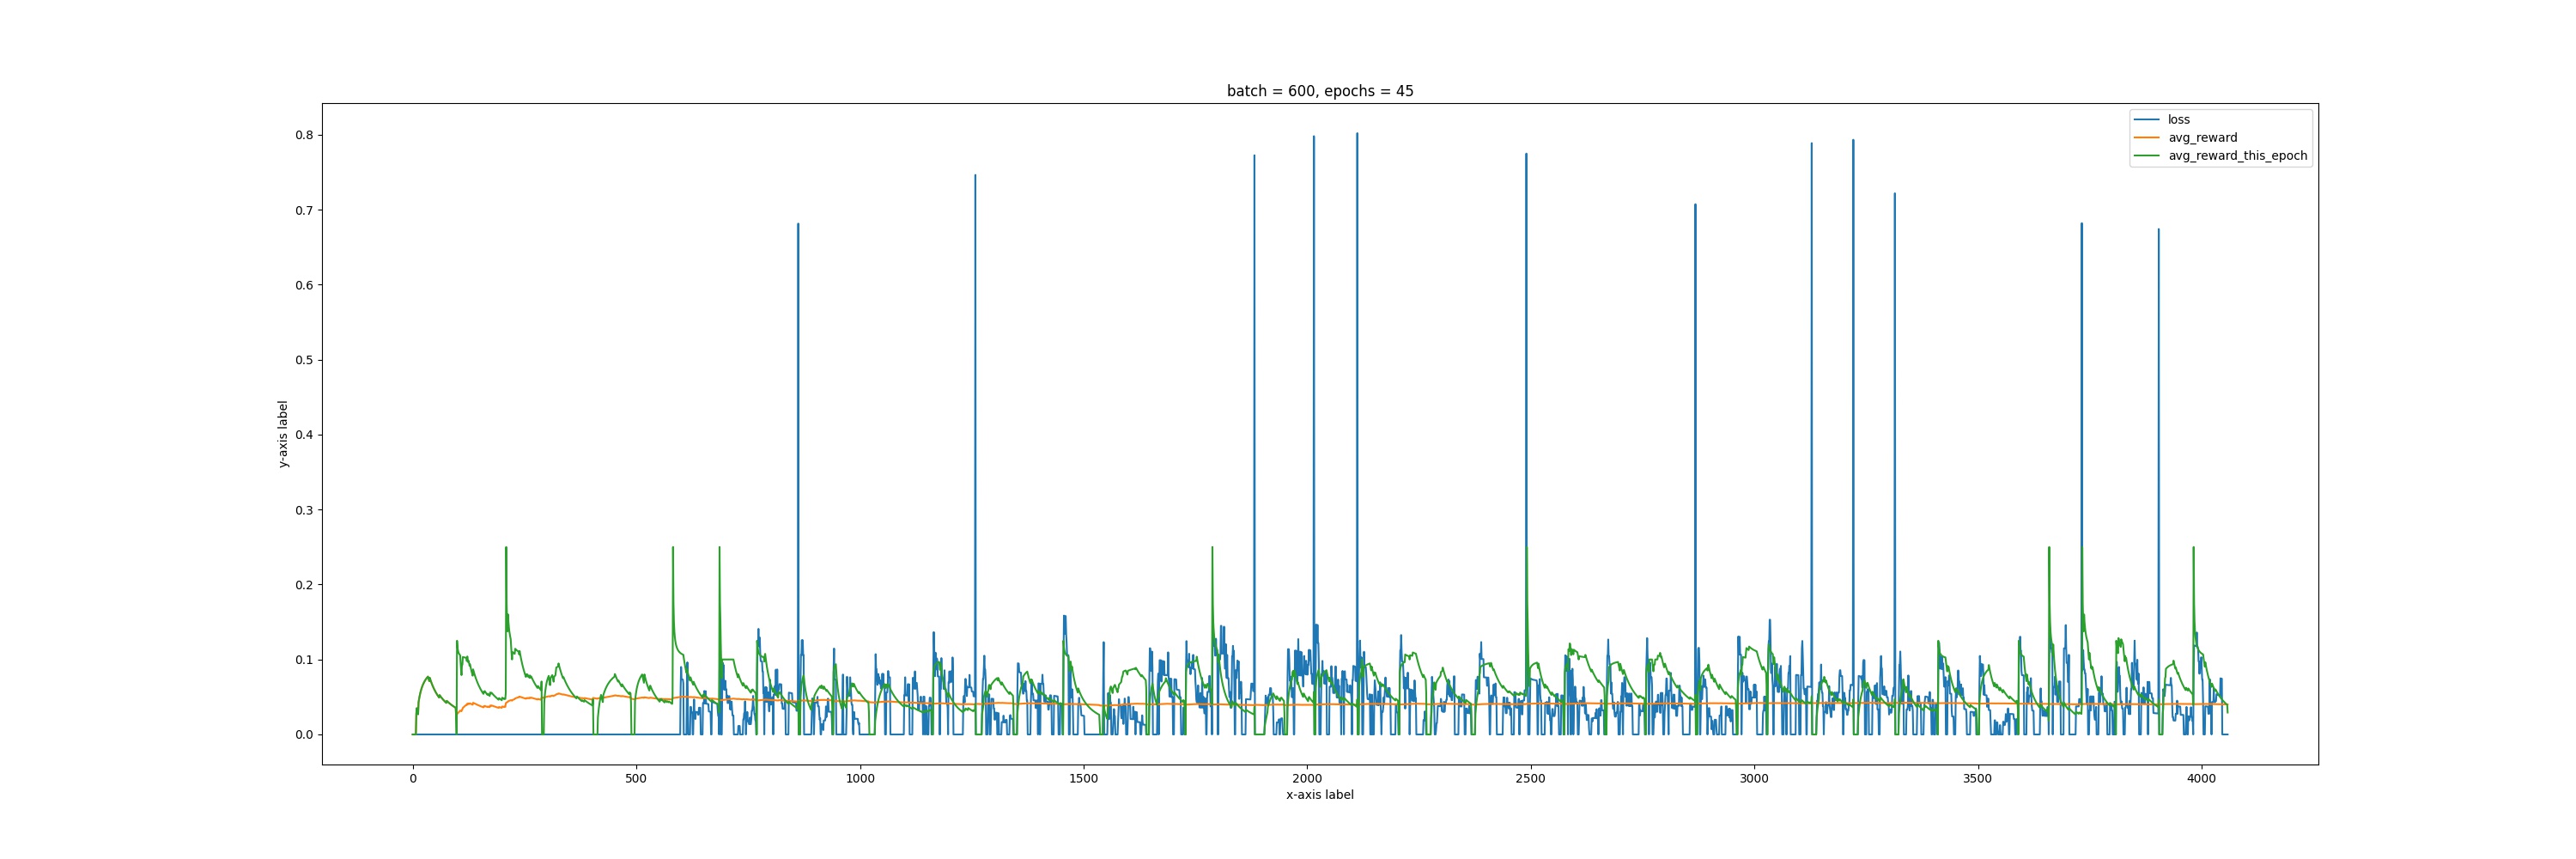 batch = 600, epochs = 45
loss
avg_reward
avg_reward_this_epoch
y-axis label
0.8
0.7
0.6
0.5
0.4
0.3
0.2
0.1
0.0
0 500 1000 1500 2000 2500 3000 3500 4000
x-axis label